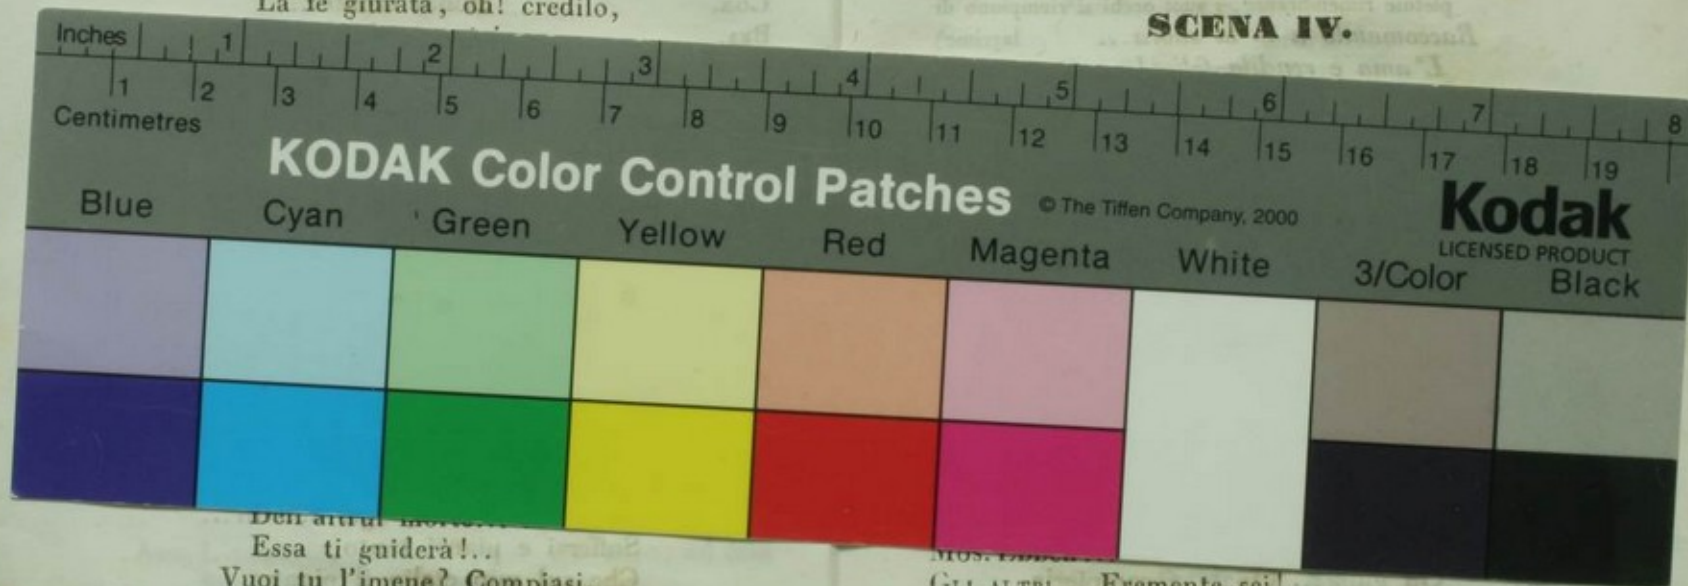 La fe giurata, oh! credilo,
SCENA IV.
Inches 1 2 3 4 5 6 7 8
1 2 3 4 5 6 7 8 9 10 11 12 13 14 15 16 17 18 19
Centimetres
KODAK Color Control Patches
© The Tiffen Company, 2000
Kodak
LICENSED PRODUCT
Blue Cyan Green Yellow Red Magenta White 3/Color Black
Essa ti guiderà!..
Vuoi tu l'imene? Compiasi
Fremente sei!